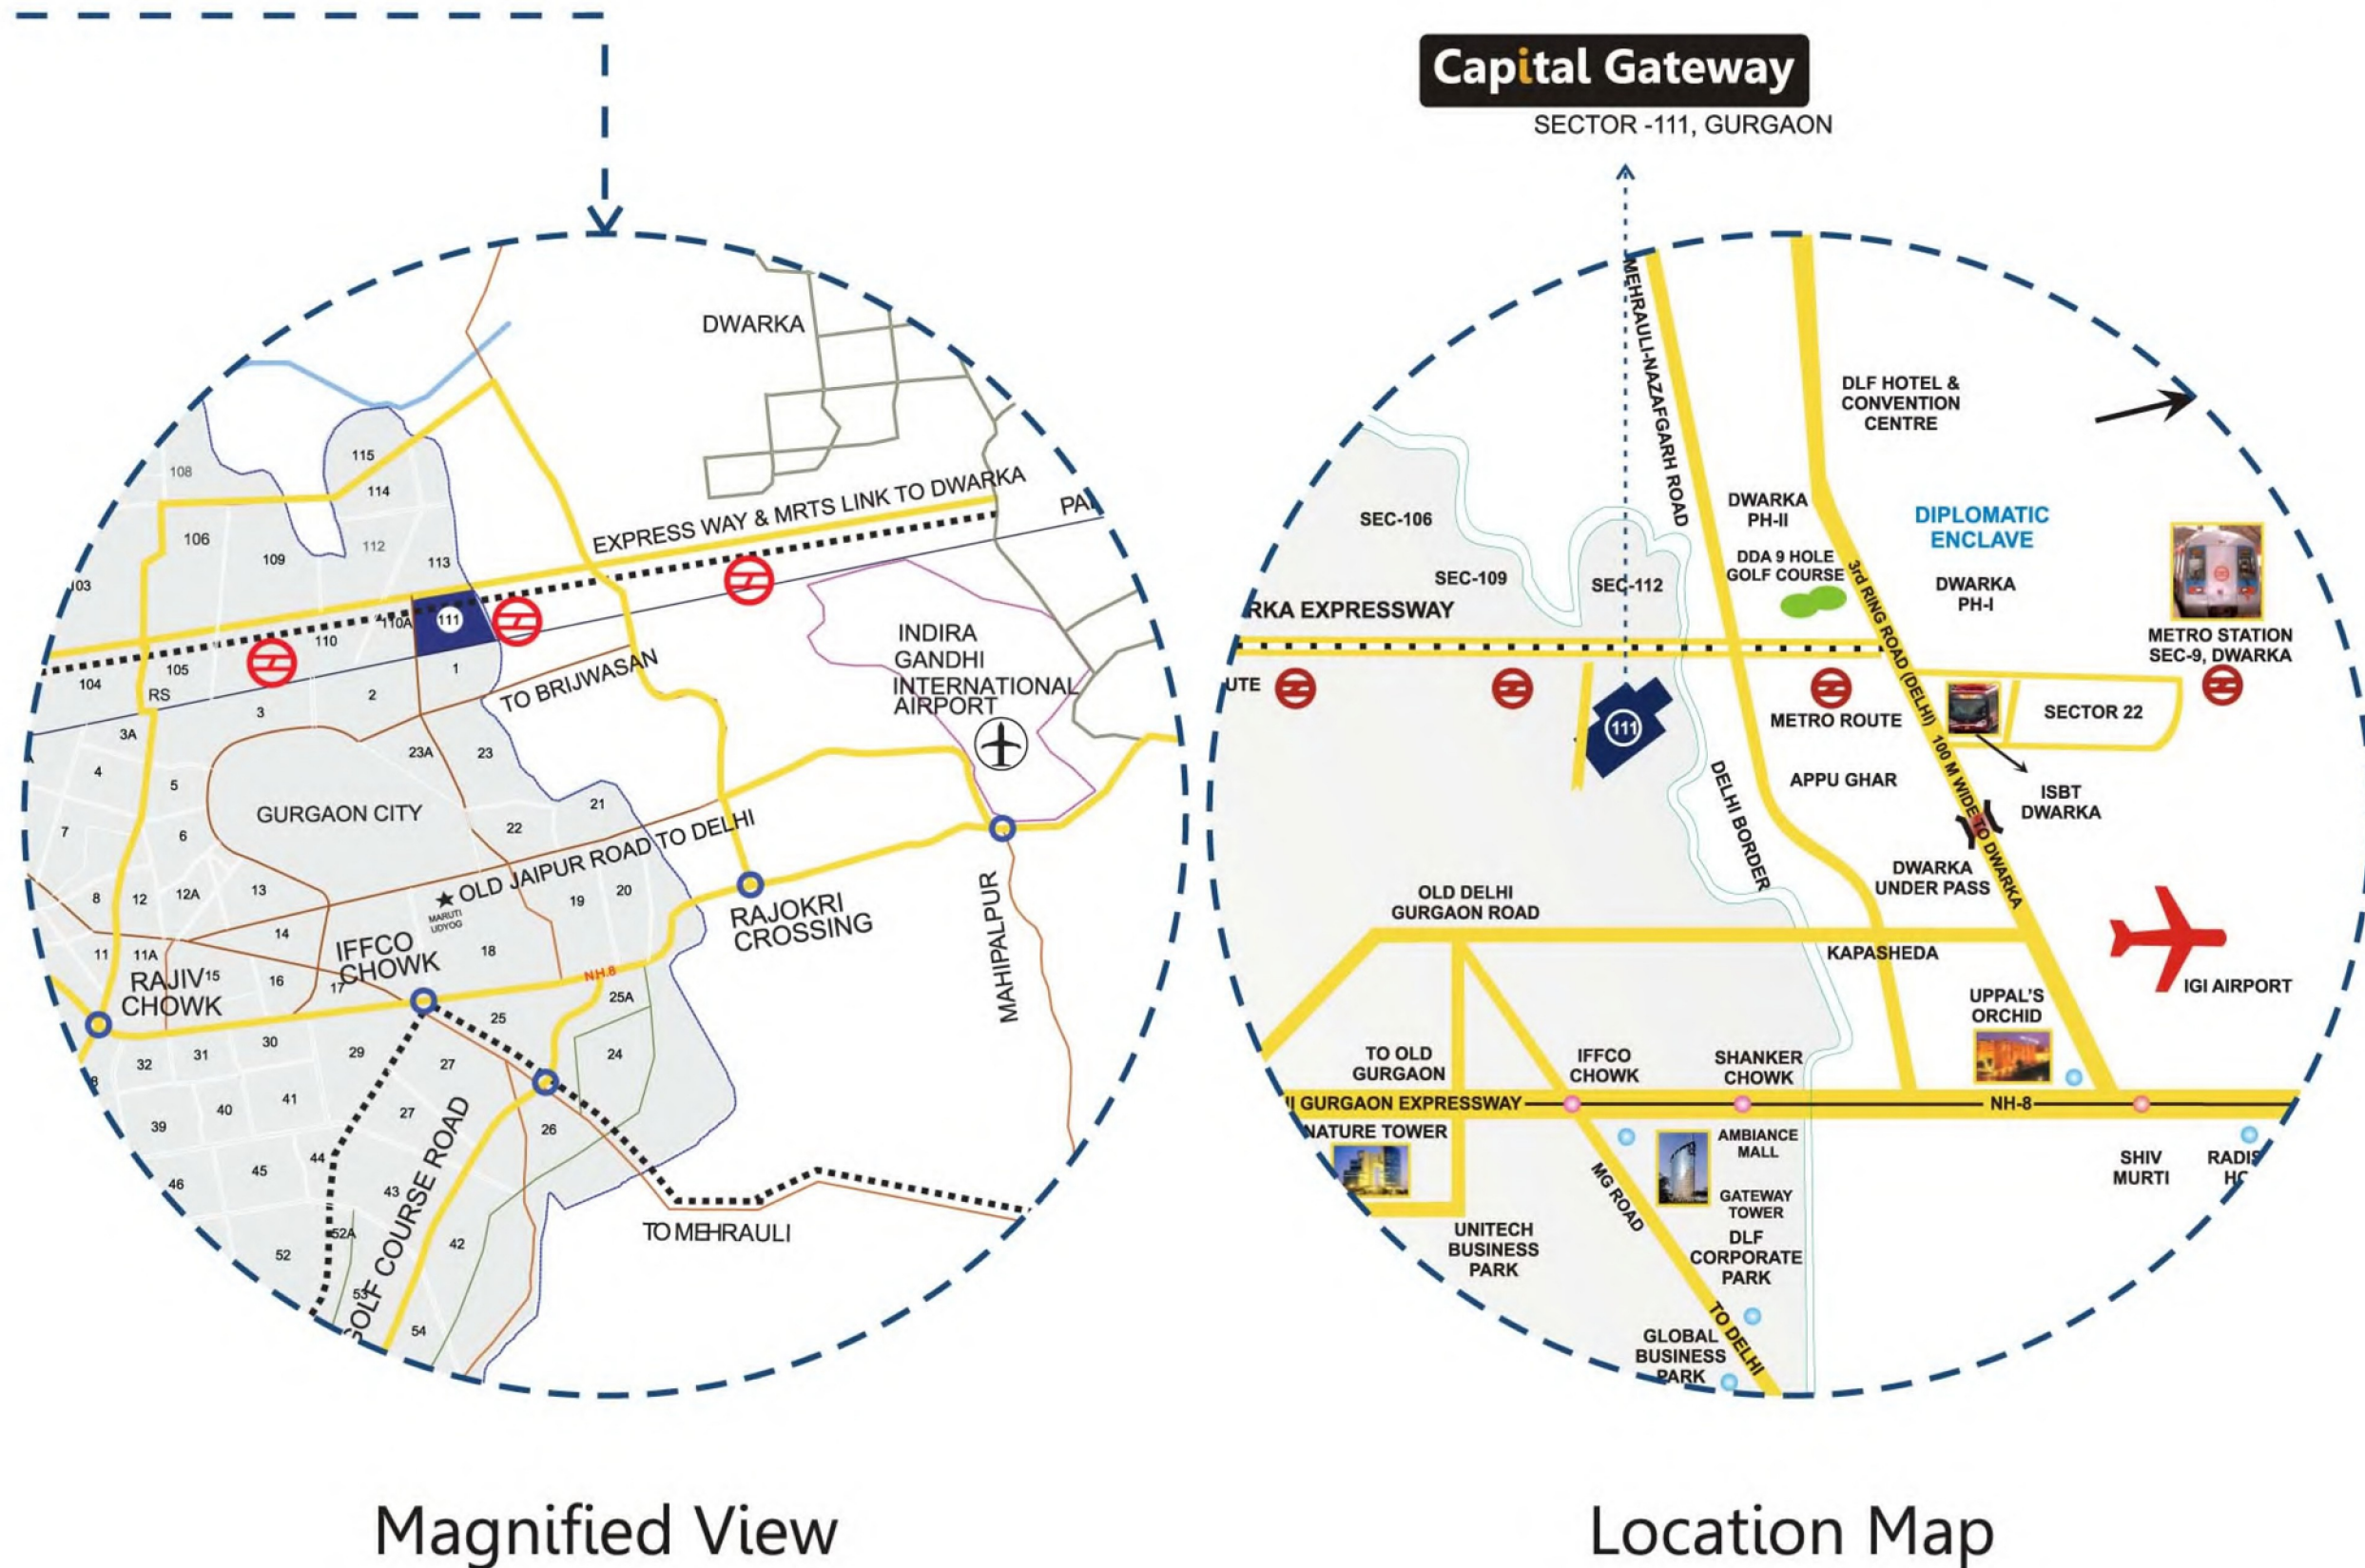 Capital Gateway
SECTOR -111, GURGAON
DWARKA
EXPRESS WAY & MRTS LINK TO DWARKA
108
115
114
106
109
112
113
103
111
110A
110
105
104
RS
1
2
3
3A
TO BRIJWASAN
INDIRA
GANDHI
INTERNATIONAL
AIRPORT
23A
23
4
5
GURGAON CITY
21
22
7
6
OLD JAIPUR ROAD TO DELHI
MARUTI
UDYOG
8
12
12A
13
19
20
14
11
11A
IFFCO
CHOWK
18
RAJOKRI
CROSSING
MAHIPALPUR
RAJIV
CHOWK
15
16
17
NH.8
25A
25
32
31
30
29
27
24
40
41
27
39
26
GOLF COURSE ROAD
46
45
44
43
52A
52
42
53
54
TO MEHRAULI
Magnified View
MEHRAULI-NAZAFGARH ROAD
DLF HOTEL &
CONVENTION
CENTRE
SEC-106
DWARKA
PH-II
DIPLOMATIC
ENCLAVE
SEC-109
SEC-112
DDA 9 HOLE
GOLF COURSE
DWARKA
PH-I
3rd RING ROAD (DELHI) 100 M WIDE TO DWARKA
RKA EXPRESSWAY
METRO STATION
SEC-9, DWARKA
UTE
111
METRO ROUTE
SECTOR 22
APPU GHAR
ISBT
DWARKA
DELHI BORDER
DWARKA
UNDER PASS
OLD DELHI
GURGAON ROAD
KAPASHEDA
IGI AIRPORT
UPPAL'S
ORCHID
TO OLD
GURGAON
IFFCO
CHOWK
SHANKER
CHOWK
GURGAON EXPRESSWAY
NH-8
NATURE TOWER
AMBIANCE
MALL
SHIV
MURTI
RADIS
HO
MG ROAD
GATEWAY
TOWER
UNITECH
BUSINESS
PARK
DLF
CORPORATE
PARK
TO DELHI
GLOBAL
BUSINESS
PARK
Location Map